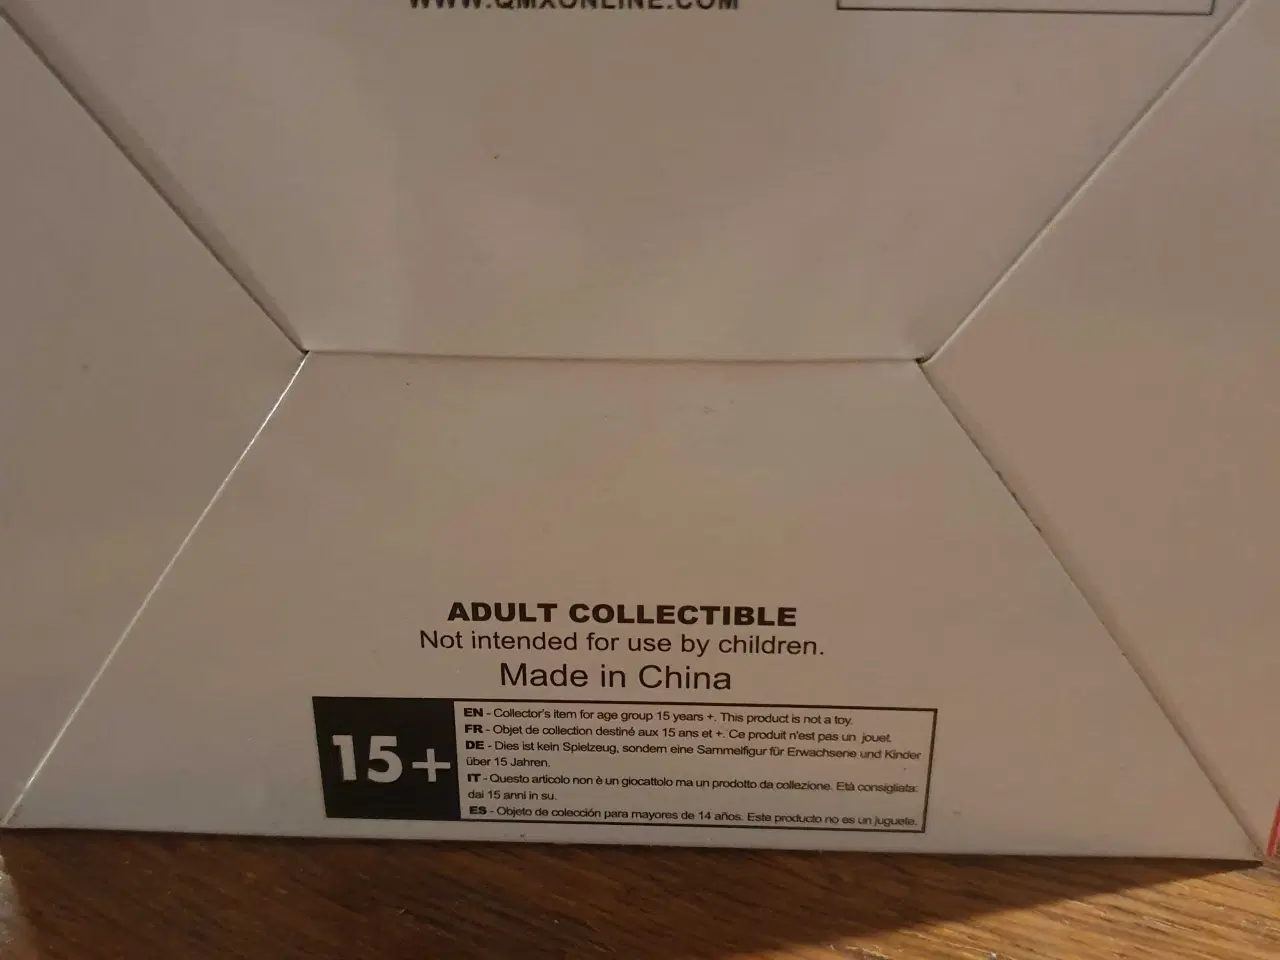 WWW.QMXONLINE.COM
ADULT COLLECTIBLE
Not intended for use by children.
Made in China
15+
EN - Collector's item for age group 15 years +. This product is not a toy.
FR - Objet de collection destiné aux 15 ans et +. Ce produit n'est pas un jouet.
DE - Dies ist kein Spielzeug, sondern eine Sammelfigur für Erwachsene und Kinder
über 15 Jahren.
IT - Questo articolo non è un giocattolo ma un prodotto da collezione. Età consigliata:
dai 15 anni in su.
ES - Objeto de colección para mayores de 14 años. Este producto no es un juguete.